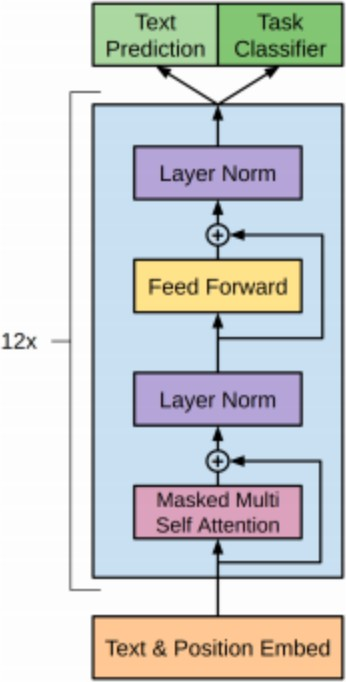 Text
Prediction
Task
Classifier
Layer Norm
Feed Forward
12x
Layer Norm
Masked Multi
Self Attention
Text & Position Embed